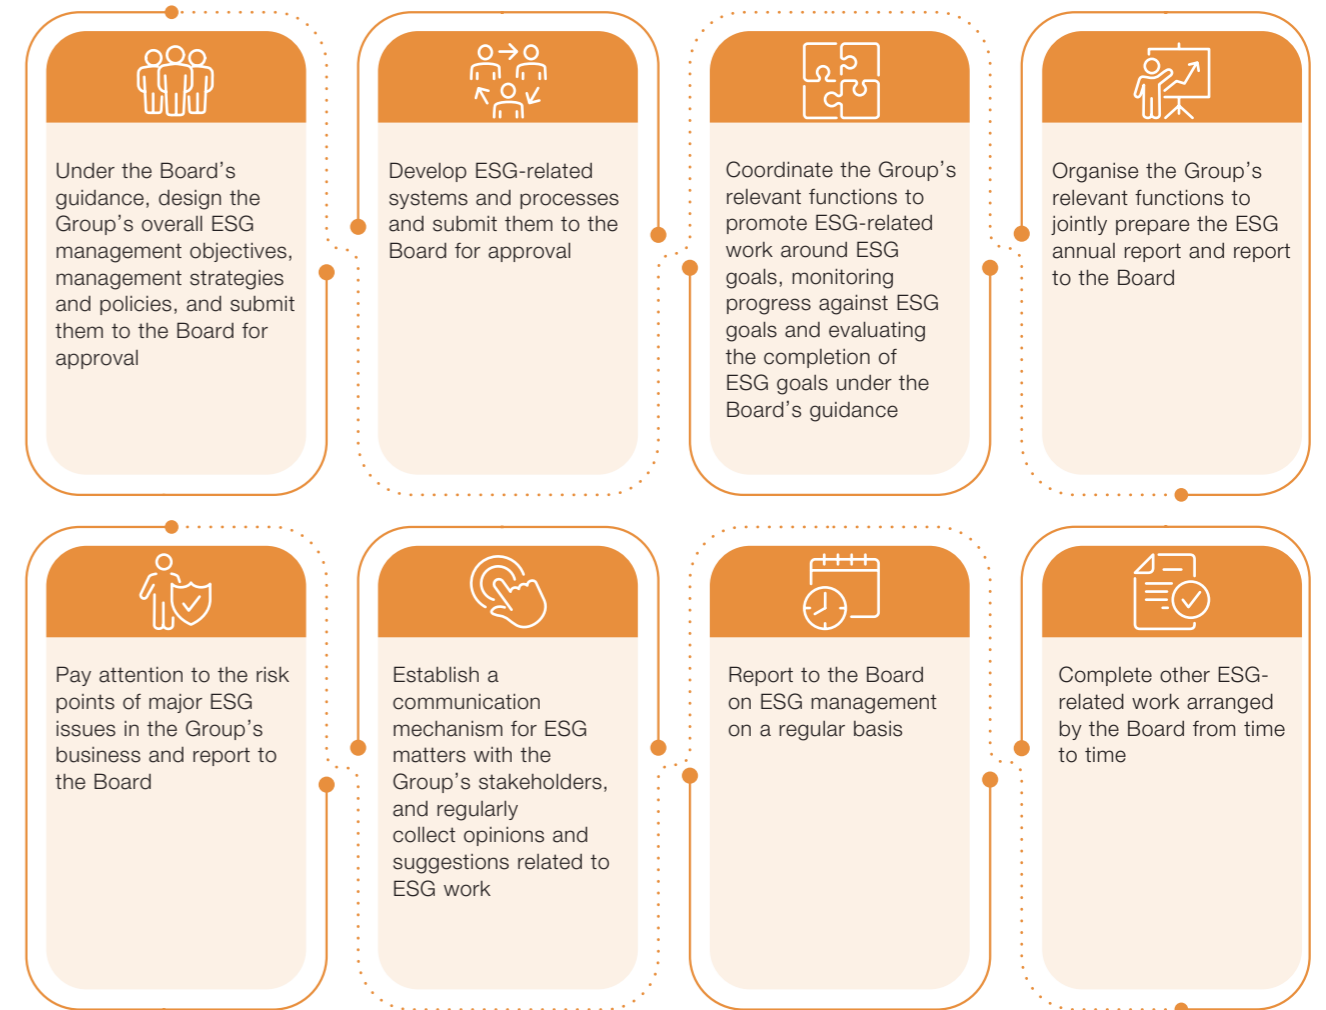 Under the Board's
guidance, design the
Group's overall ESG
management objectives,
management strategies
and policies, and submit
them to the Board for
approval
Develop ESG-related
systems and processes
and submit them to the
Board for approval
Coordinate the Group's
relevant functions to
promote ESG-related
work around ESG
goals, monitoring
progress against ESG
goals and evaluating
the completion of
ESG goals under the
Board's guidance
Organise the Group's
relevant functions to
jointly prepare the ESG
annual report and report
to the Board
Pay attention to the risk
points of major ESG
issues in the Group's
business and report to
the Board
Establish a
communication
mechanism for ESG
matters with the
Group's stakeholders,
and regularly
collect opinions and
suggestions related to
ESG work
Report to the Board
on ESG management
on a regular basis
Complete other ESG-
related work arranged
by the Board from time
to time